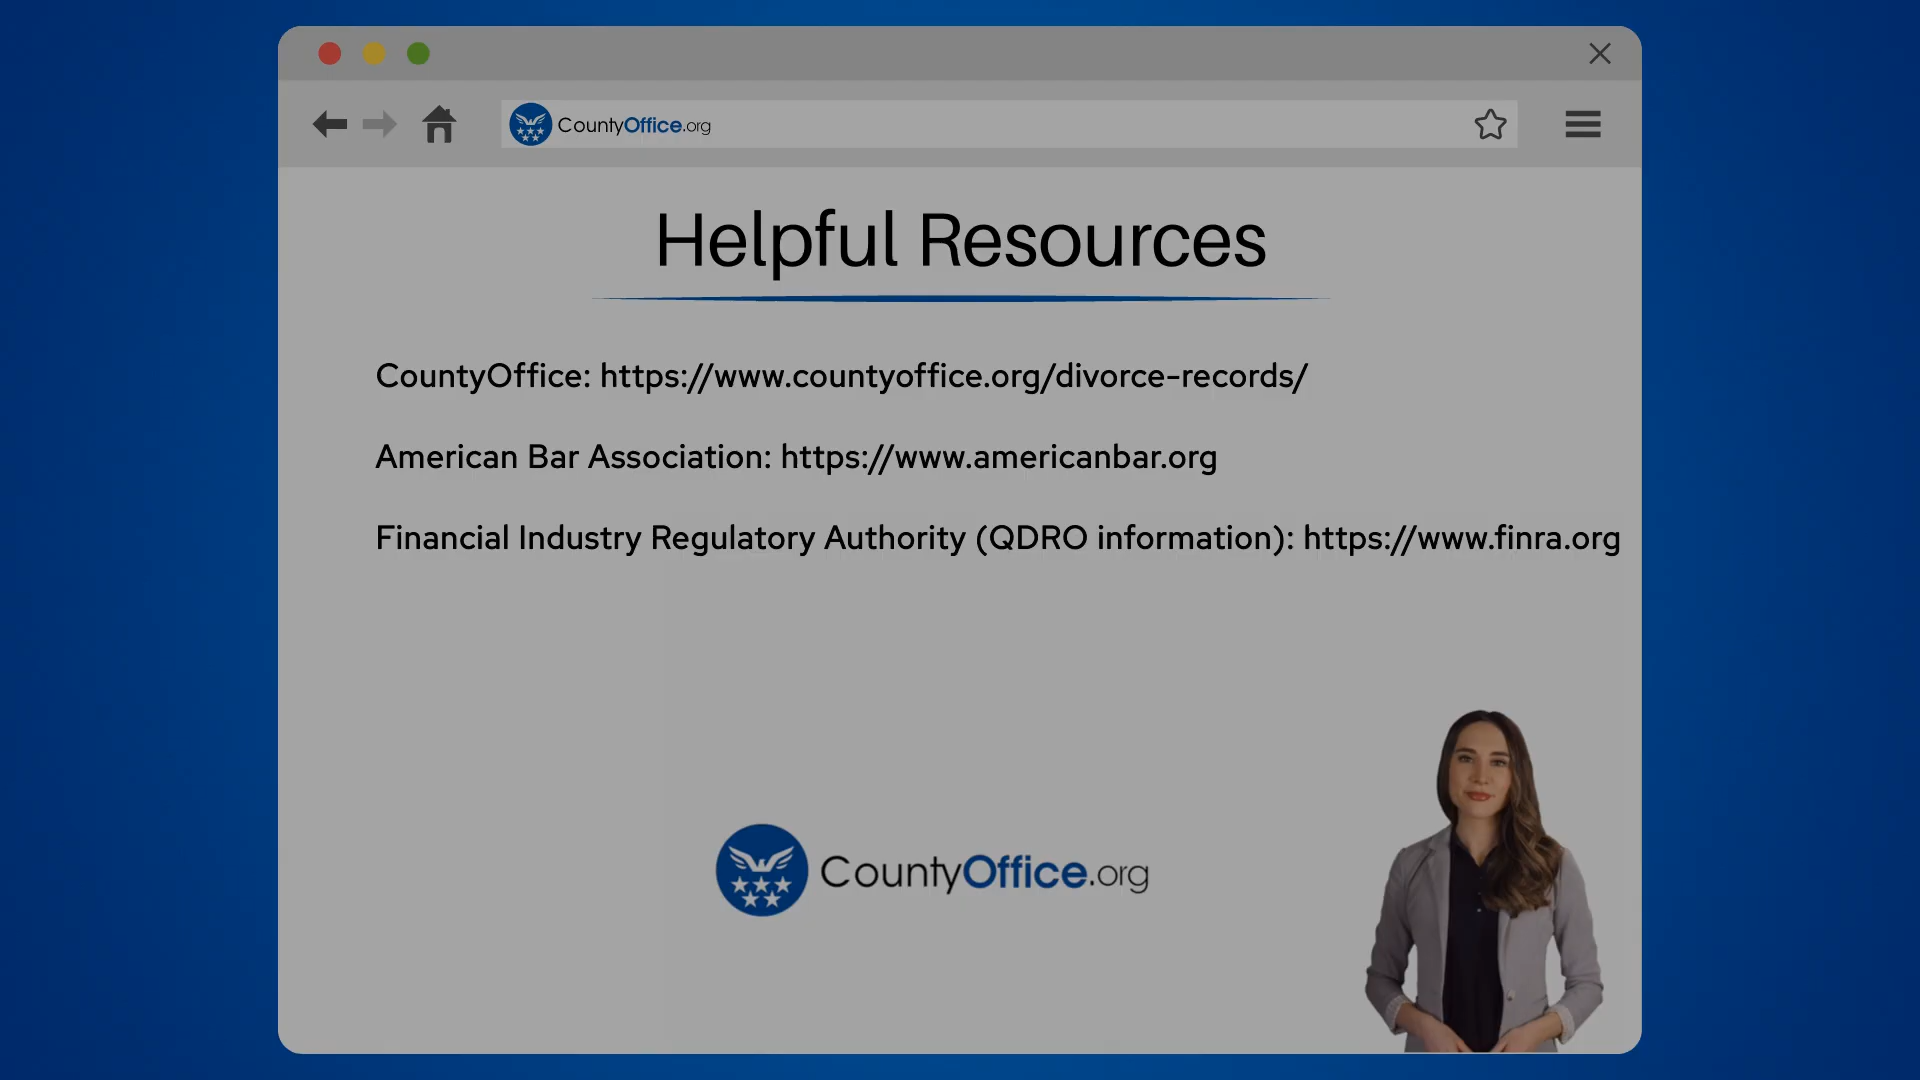 CountyOffice.org
Helpful Resources
CountyOffice: https://www.countyoffice.org/divorce-records/
American Bar Association: https://www.americanbar.org
Financial Industry Regulatory Authority (QDRO information): https://www.finra.org
CountyOffice.org